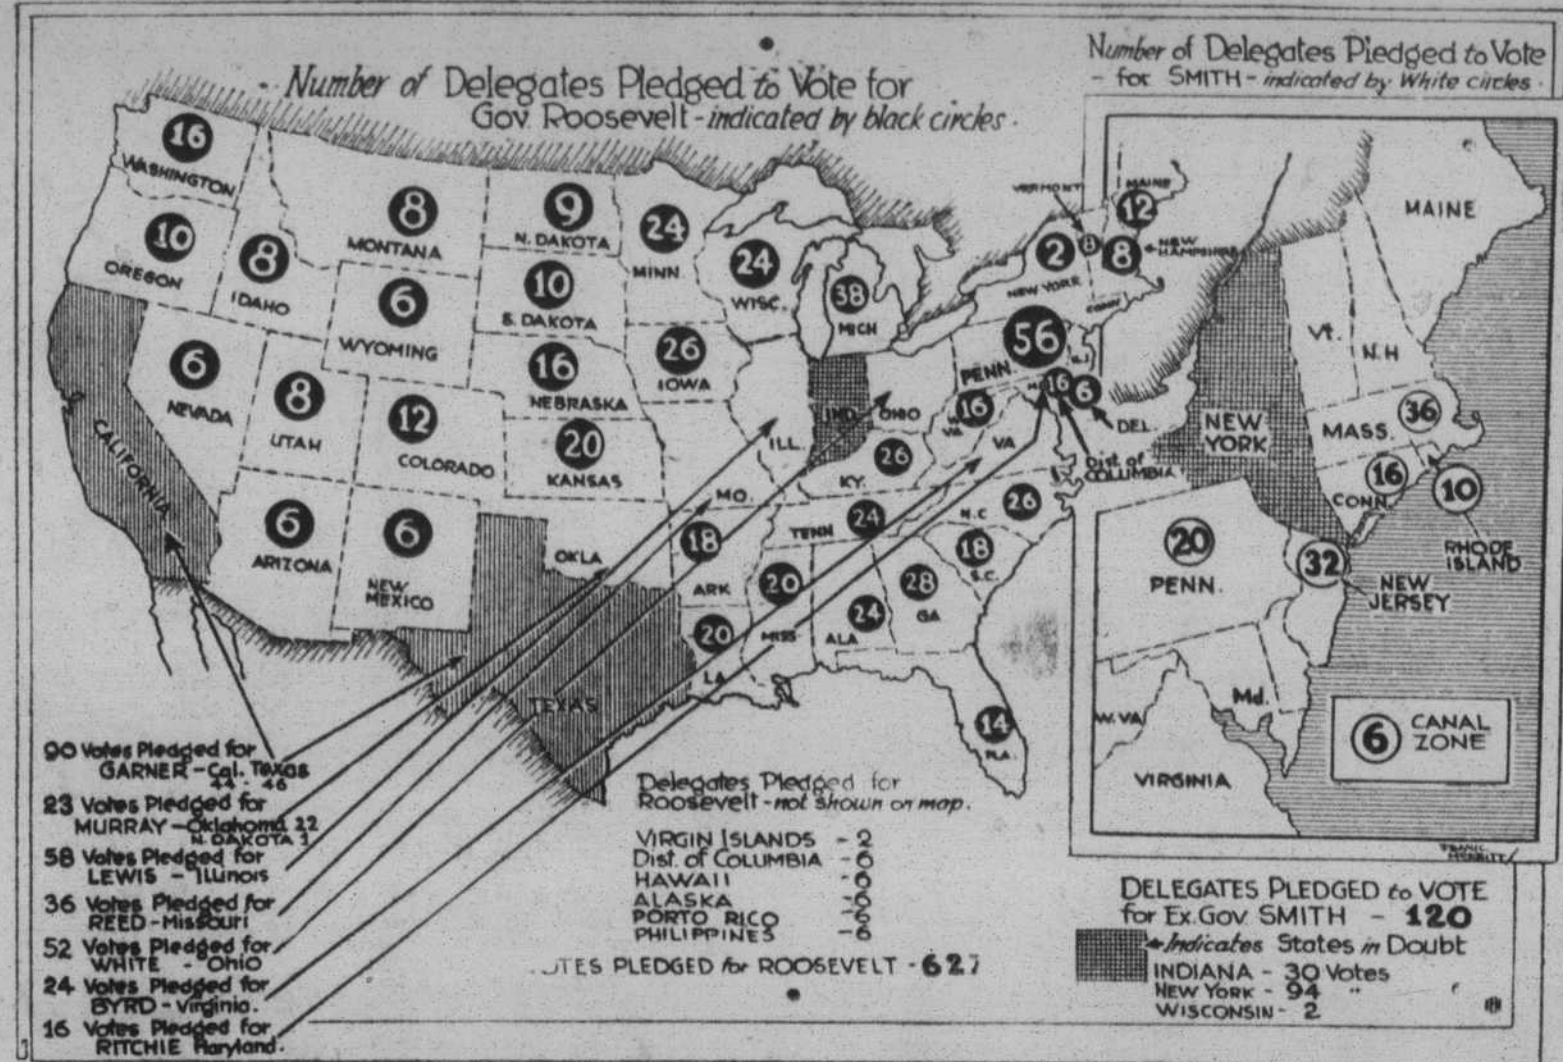 Number of Delegates Pledged to Vote for
Gov. Roosevelt - indicated by black circles.
Number of Delegates Pledged to Vote
- for SMITH - indicated by White circles.
16
WASHINGTON
10
OREGON
8
IDAHO
8
MONTANA
9
N. DAKOTA
24
MINN.
24
WISC.
38
MICH
6
WYOMING
10
S. DAKOTA
26
IOWA
6
NEVADA
8
UTAH
12
COLORADO
16
NEBRASKA
20
KANSAS
CALIFORNIA
6
ARIZONA
6
NEW
MEXICO
OKLA
TEXAS
MO.
ILL.
IND.
OHIO
18
ARK
20
LA
20
MISS
24
ALA
28
GA
14
FLA.
24
TENN
26
KY.
16
W.
VA
VA
26
N.C
18
S.C.
VERMONT
8
MAINE
12
8
NEW
HAMPSHIRE
2
NEW YORK
CONN
56
PENN.
N.J.
16
6
DEL.
Dist. of
COLUMBIA
MAINE
Vt.
N.H
NEW
YORK
MASS.
36
CONN.
16
10
RHODE
ISLAND
20
PENN.
32
NEW
JERSEY
Md.
W.VA
VIRGINIA
6
CANAL
ZONE
90 Votes Pledged for
GARNER - Cal. Texas
44 - 46
23 Votes Pledged for
MURRAY - Oklahoma 22
N. DAKOTA 1
58 Votes Pledged for
LEWIS - Illinois
36 Votes Pledged for
REED - Missouri
52 Votes Pledged for
WHITE - Ohio
24 Votes Pledged for
BYRD - Virginia.
16 Votes Pledged for
RITCHIE Maryland.
Delegates Pledged for
Roosevelt - not shown on map.
VIRGIN ISLANDS - 2
Dist. of COLUMBIA - 6
HAWAII - 6
ALASKA - 6
PORTO RICO - 6
PHILIPPINES - 6
PLEDGED for ROOSEVELT - 627
DELEGATES PLEDGED to VOTE
for Ex. Gov. SMITH - 120
Indicates States in Doubt
INDIANA - 30 Votes
NEW YORK - 94 "
WISCONSIN - 2